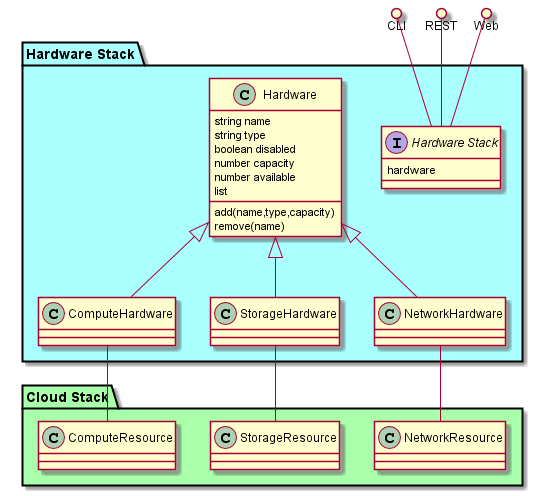 CLI
REST
Web
Hardware Stack
C
Hardware
string name
string type
boolean disabled
number capacity
number available
list
add(name,type,capacity)
remove(name)
I
Hardware Stack
hardware
C
ComputeHardware
C
StorageHardware
C
NetworkHardware
Cloud Stack
C
ComputeResource
C
StorageResource
C
NetworkResource